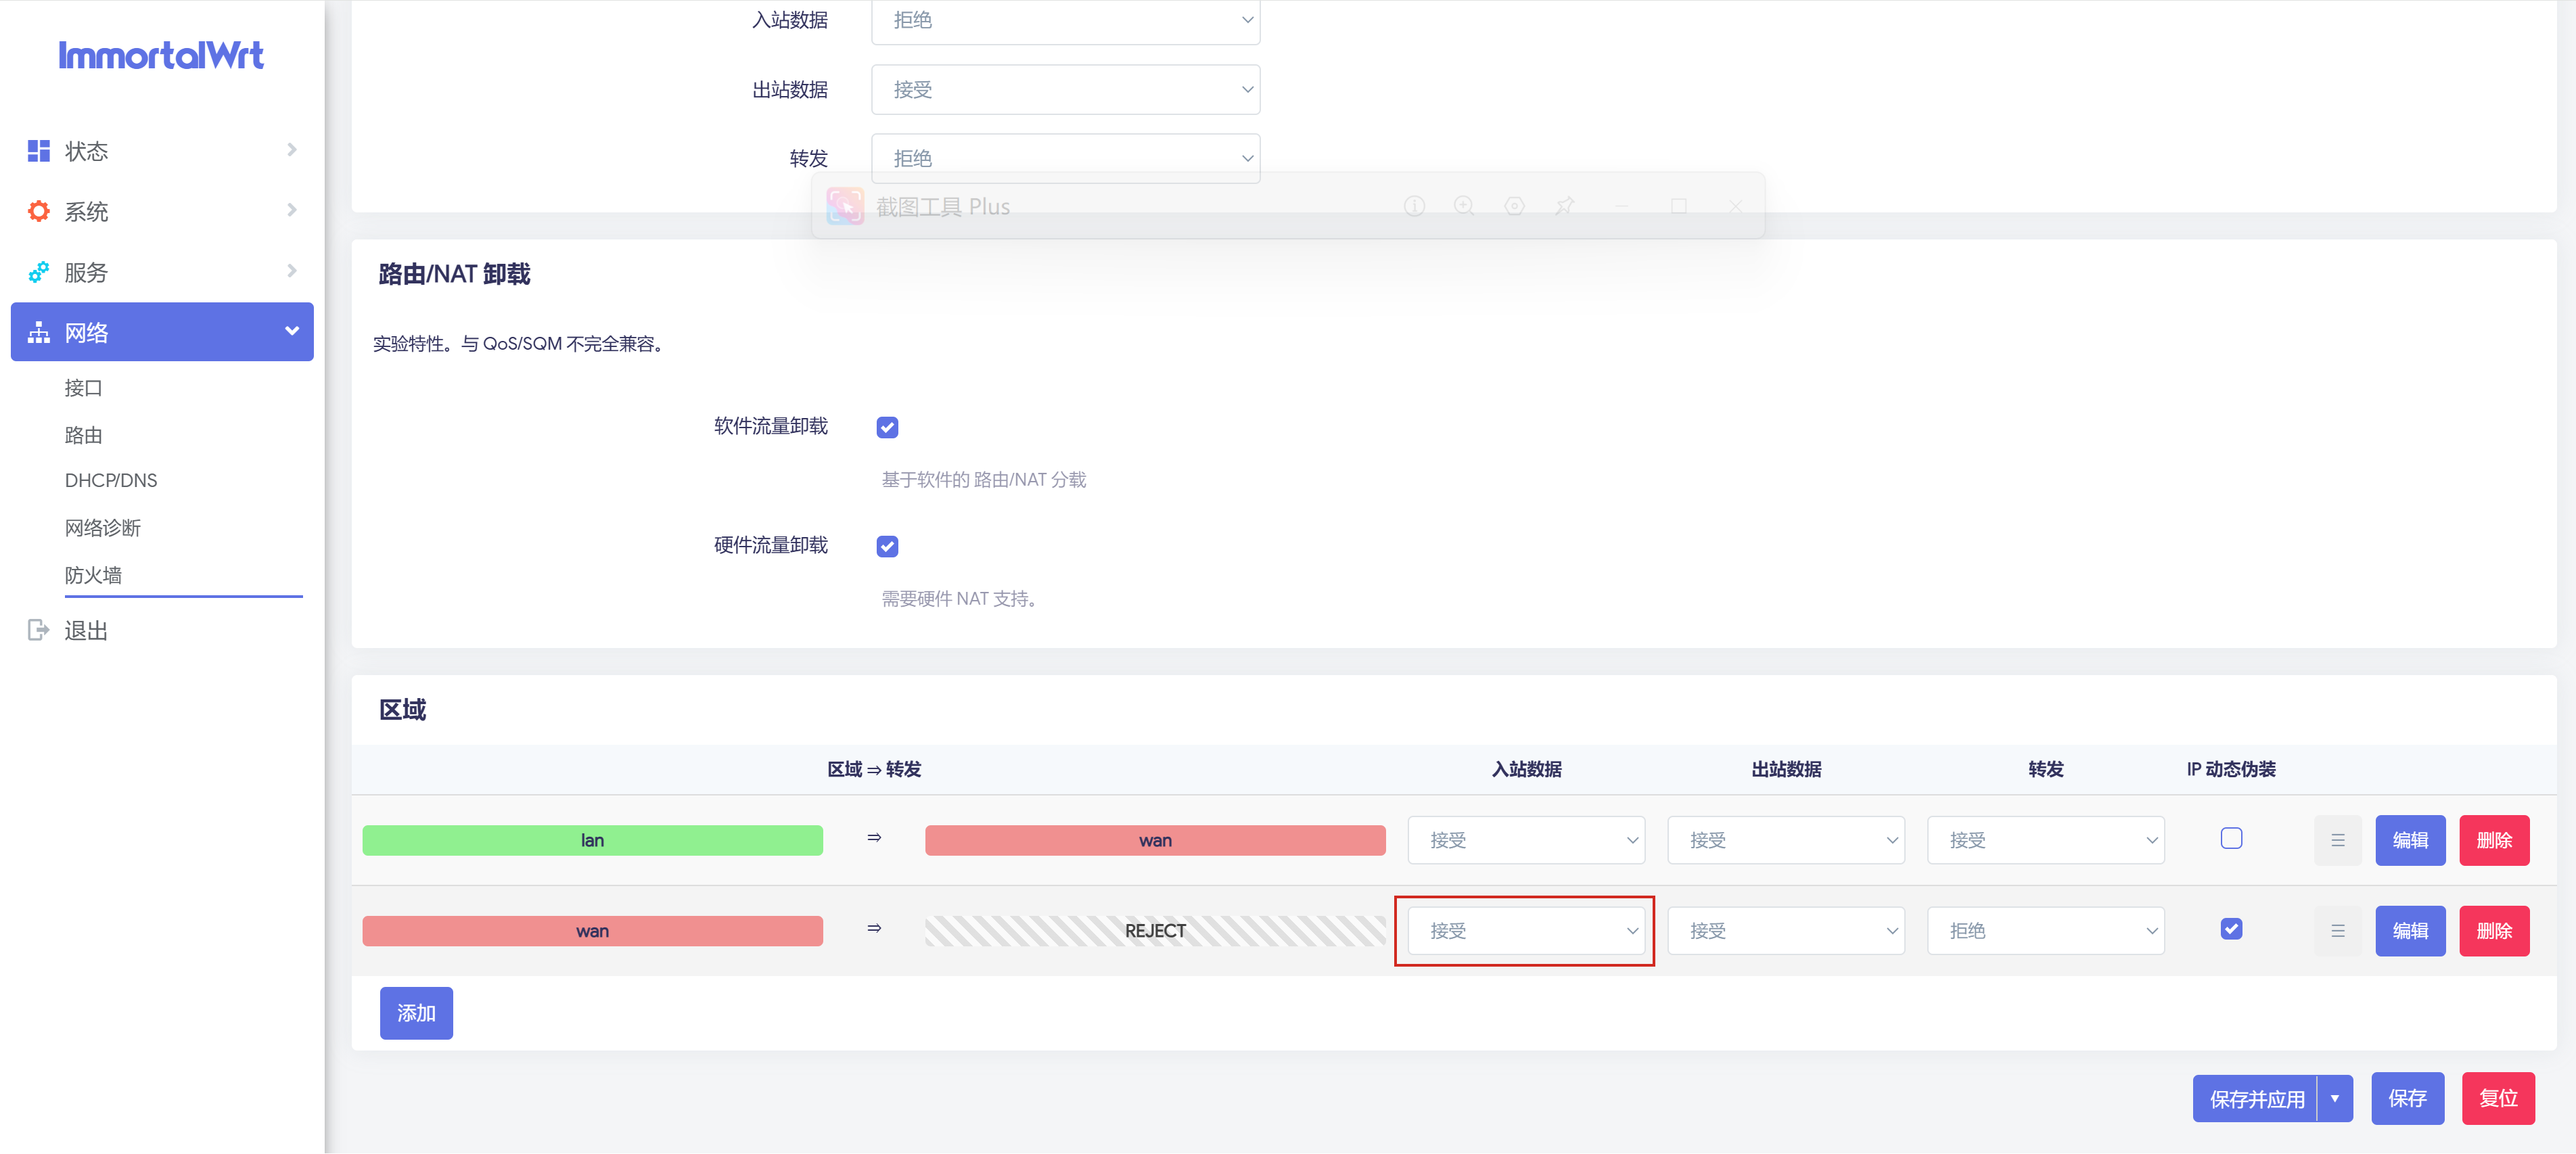 ImmortalWrt
状态
系统
服务
网络
接口
路由
DHCP/DNS
网络诊断
防火墙
退出
入站数据 拒绝
出站数据 接受
转发 拒绝
截图工具 Plus
路由/NAT 卸载
实验特性。与 QoS/SQM 不完全兼容。
软件流量卸载
基于软件的 路由/NAT 分载
硬件流量卸载
需要硬件 NAT 支持。
区域
区域 ⇒ 转发 入站数据 出站数据 转发 IP 动态伪装
lan ⇒ wan 接受 接受 接受 编辑 删除
wan ⇒ REJECT 接受 接受 拒绝 编辑 删除
添加
保存并应用 保存 复位